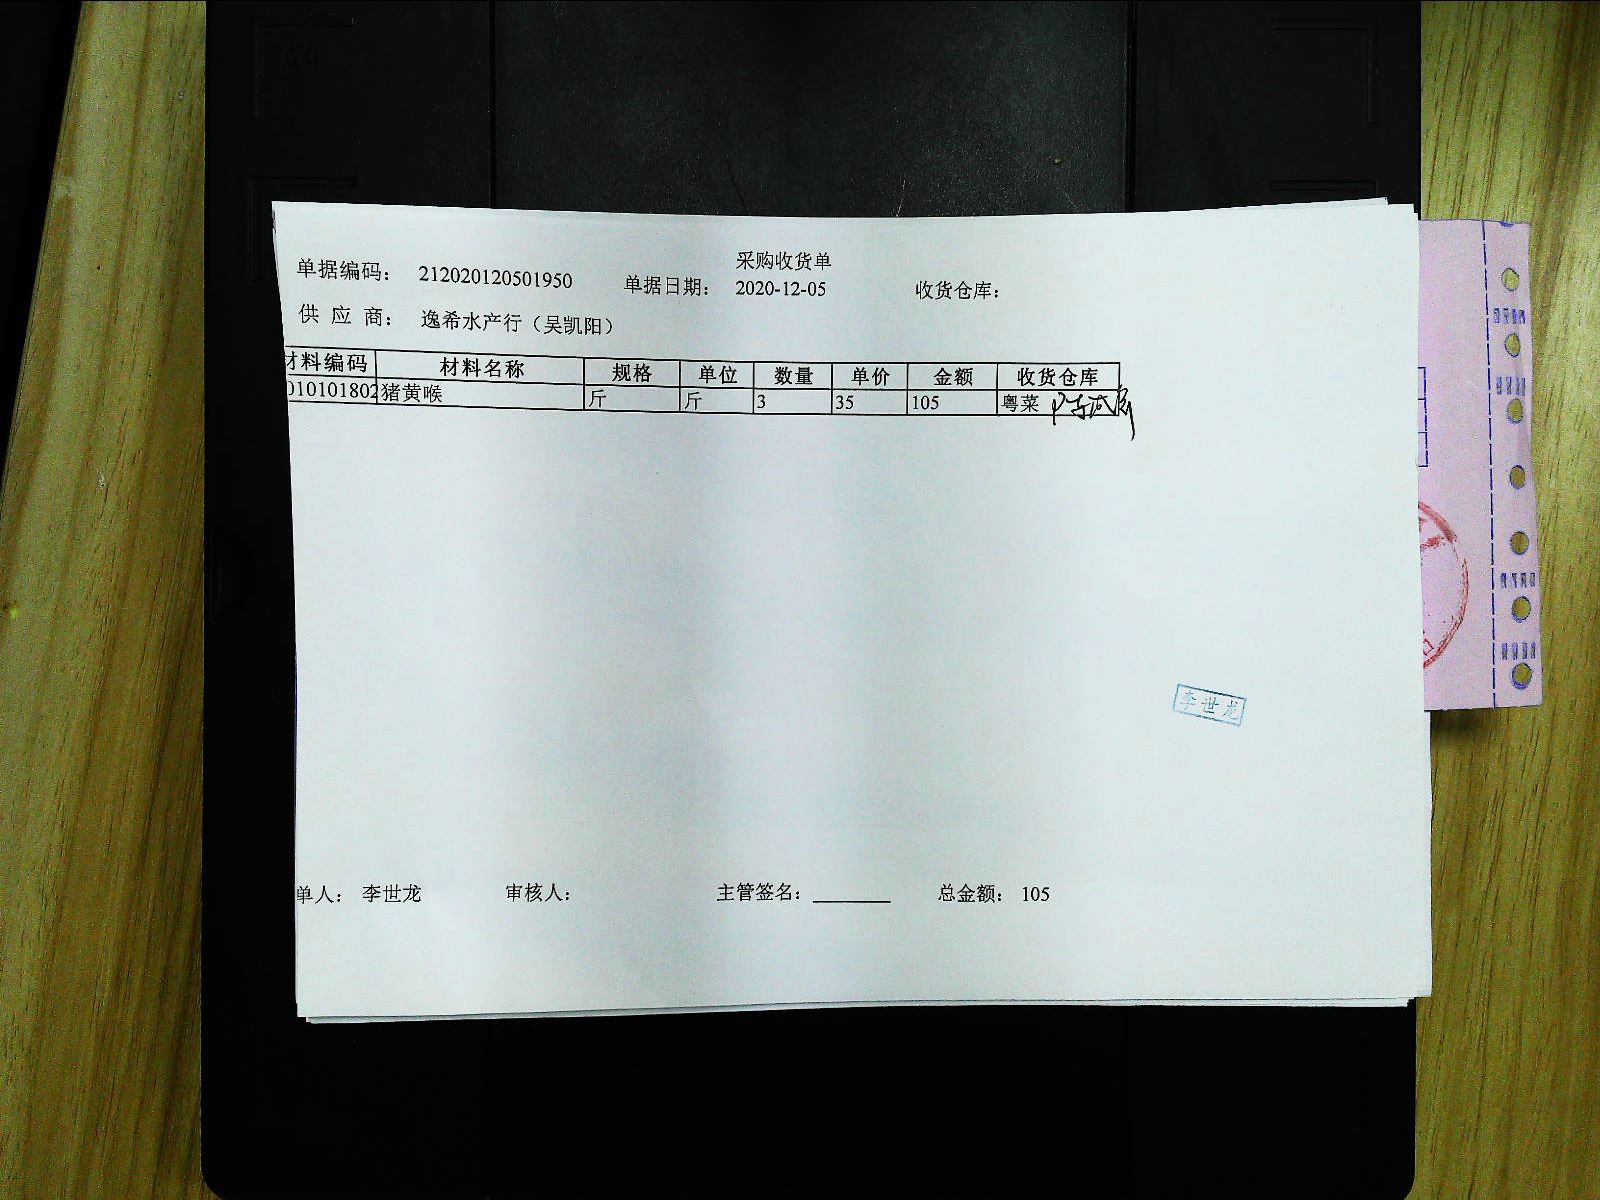 采购收货单
单据编码： 212020120501950 单据日期： 2020-12-05 收货仓库：
供 应 商： 逸希水产行（吴凯阳）
材料编码 材料名称 规格 单位 数量 单价 金额 收货仓库
010101802 猪黄喉 斤 斤 3 35 105 粤菜
李世龙
单人： 李世龙 审核人： 主管签名： 总金额： 105